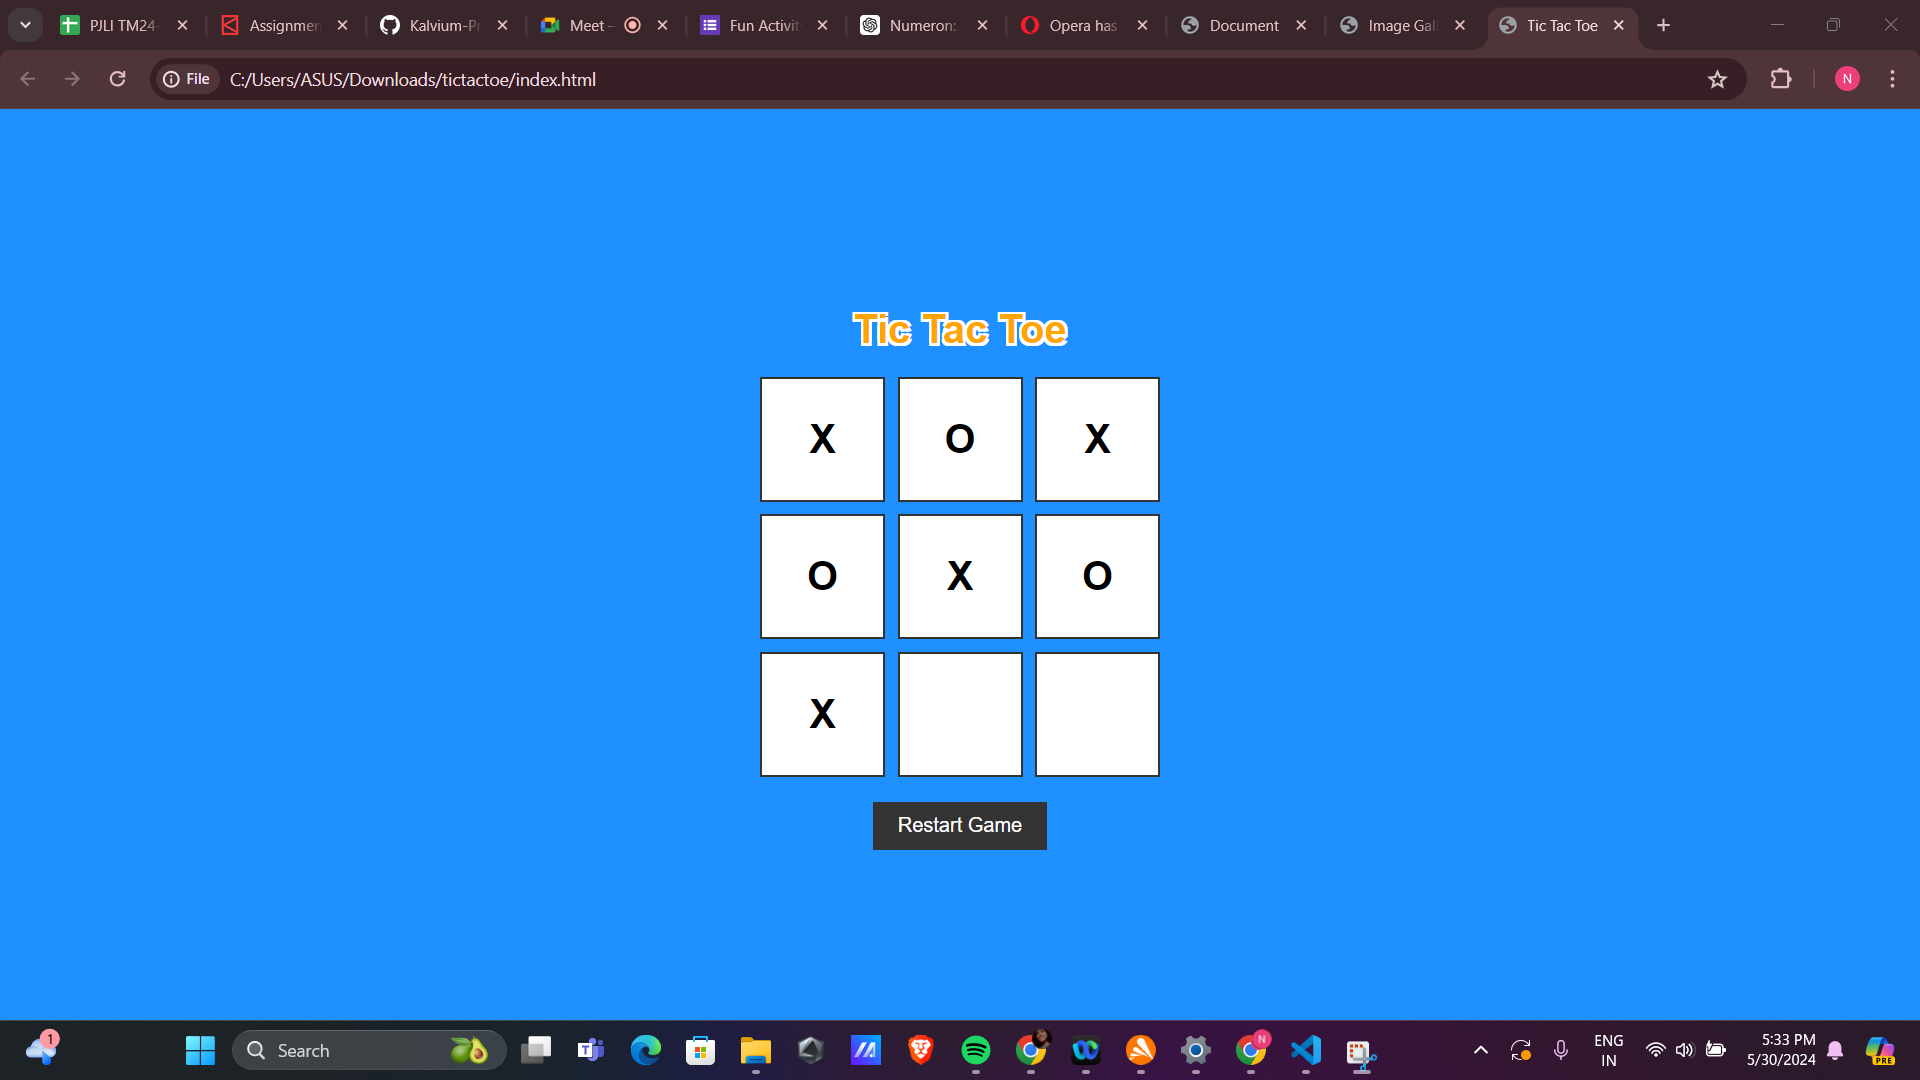 PJLI TM24-
Assignmen
Kalvium-Pr
Meet -
Fun Activit
Numeron:
Opera has
Document
Image Gall
Tic Tac Toe
File
C:/Users/ASUS/Downloads/tictactoe/index.html
N
Tic Tac Toe
X O X
O X O
X
Restart Game
1
Search
N
ENG
IN
5:33 PM
5/30/2024
PRE